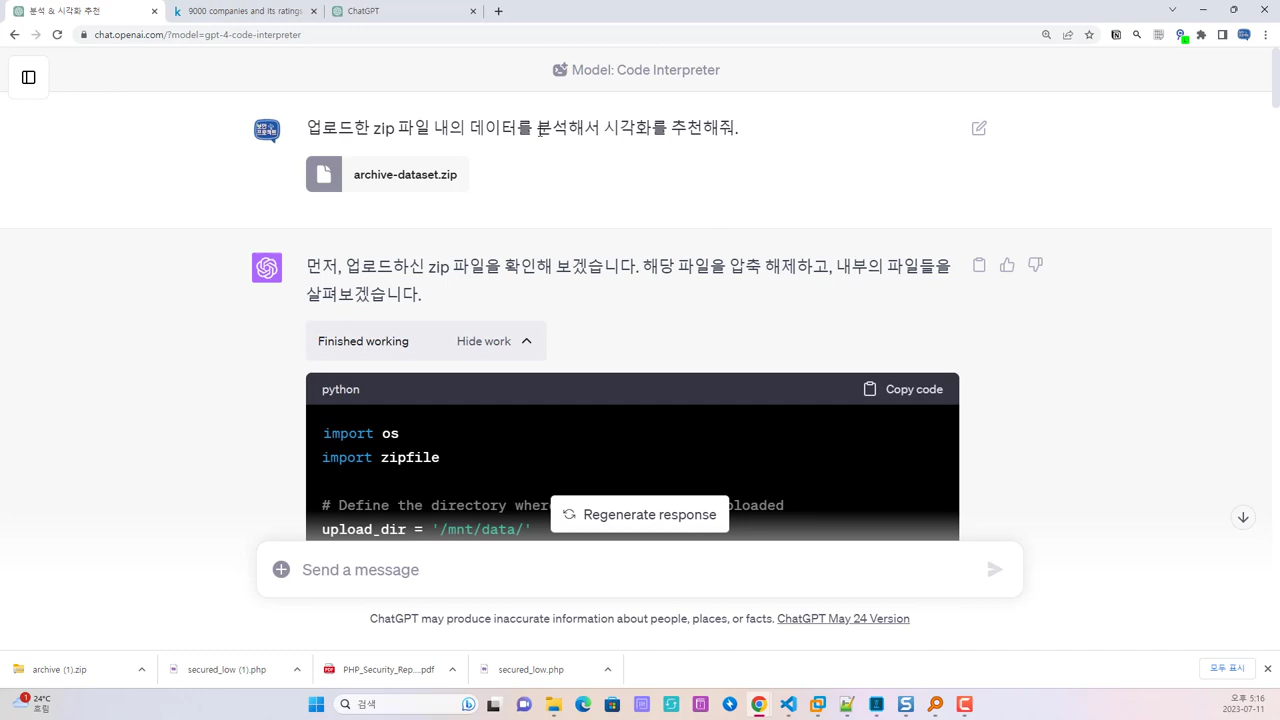 분석 & 시각화 추천
9000 companies and its ratings
ChatGPT
chat.openai.com/?model=gpt-4-code-interpreter
Model: Code Interpreter
업로드한 zip 파일 내의 데이터를 분석해서 시각화를 추천해줘.
archive-dataset.zip
먼저, 업로드하신 zip 파일을 확인해 보겠습니다. 해당 파일을 압축 해제하고, 내부의 파일들을
살펴보겠습니다.
Finished working Hide work
python Copy code
import os
import zipfile
# Define the directory where
Regenerate response
upload_dir = '/mnt/data/'
Send a message
ChatGPT may produce inaccurate information about people, places, or facts. ChatGPT May 24 Version
archive (1).zip
secured_low (1).php
PHP_Security_Rep....pdf
secured_low.php
모두 표시
24°C
흐림
검색
오후 5:16
2023-07-11